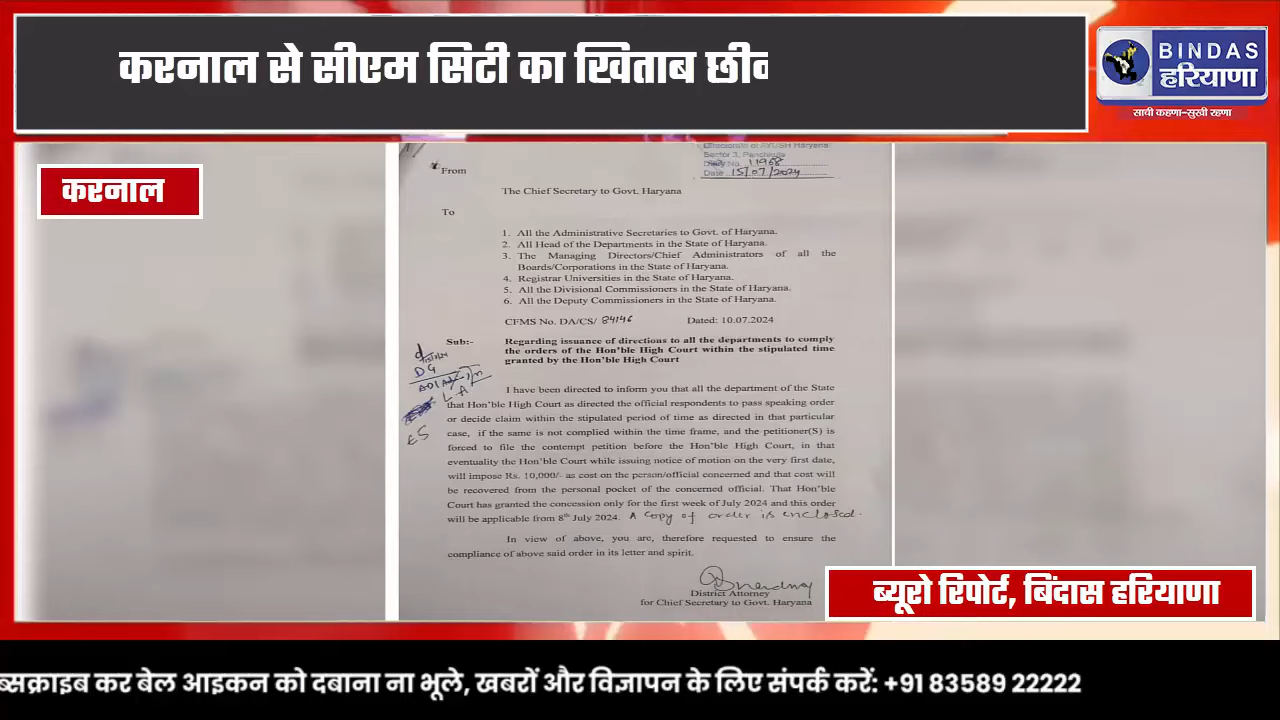 करनाल से सीएम सिटी का खिताब छीन
BINDAS
हरियाणा
साची कहणा-सुखी रहणा
करनाल
Directorate of AYUSH Haryana
Sector 3, Panchkula
Diary No. 11968
Date 15/07/2024
From
The Chief Secretary to Govt. Haryana
To
1. All the Administrative Secretaries to Govt. of Haryana.
2. All Head of the Departments in the State of Haryana.
3. The Managing Directors/Chief Administrators of all the
Boards/Corporations in the State of Haryana.
4. Registrar Universities in the State of Haryana.
5. All the Divisional Commissioners in the State of Haryana.
6. All the Deputy Commissioners in the State of Haryana.
CFMS No. DA/CS/ 84146 Dated: 10.07.2024
Sub:- Regarding issuance of directions to all the departments to comply
the orders of the Hon'ble High Court within the stipulated time
granted by the Hon'ble High Court
DG
LA
ES
I have been directed to inform you that all the department of the State
that Hon'ble High Court as directed the official respondents to pass speaking order
or decide claim within the stipulated period of time as directed in that particular
case, if the same is not complied within the time frame, and the petitioner(S) is
forced to file the contempt petition before the Hon'ble High Court, in that
eventuality the Hon'ble Court while issuing notice of motion on the very first date,
will impose Rs. 10,000/- as cost on the person/official concerned and that cost will
be recovered from the personal pocket of the concerned official. That Hon'ble
Court has granted the concession only for the first week of July 2024 and this order
will be applicable from 8th July 2024. A copy of order is enclosed.
In view of above, you are, therefore requested to ensure the
compliance of above said order in its letter and spirit.
District Attorney
for Chief Secretary to Govt. Haryana
ब्यूरो रिपोर्ट, बिंदास हरियाणा
ब्सक्राइब कर बेल आइकन को दबाना ना भूले, खबरों और विज्ञापन के लिए संपर्क करें: +91 83589 22222